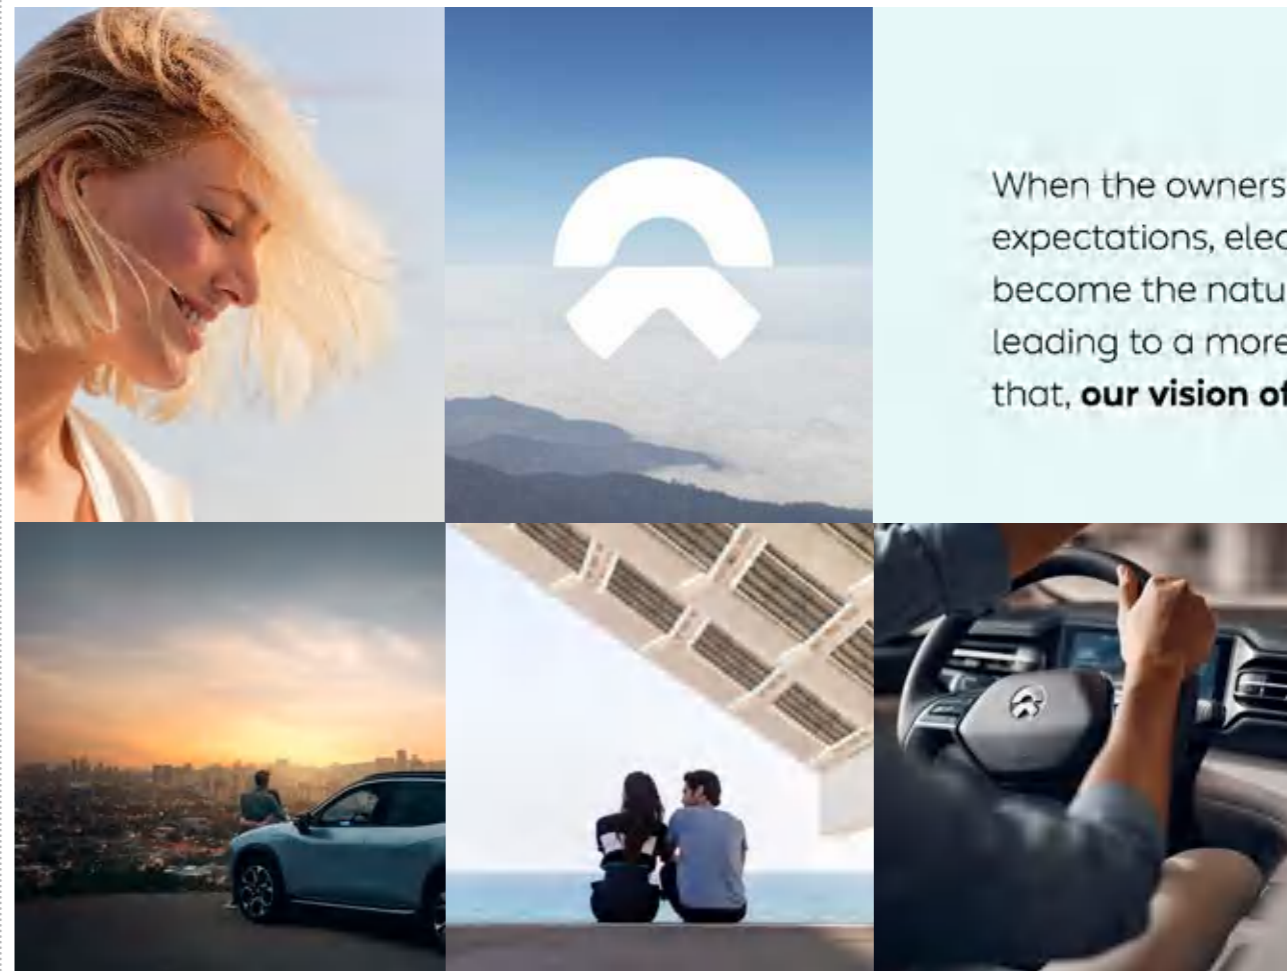 When the owners
expectations, elec
become the natu
leading to a more
that, our vision of